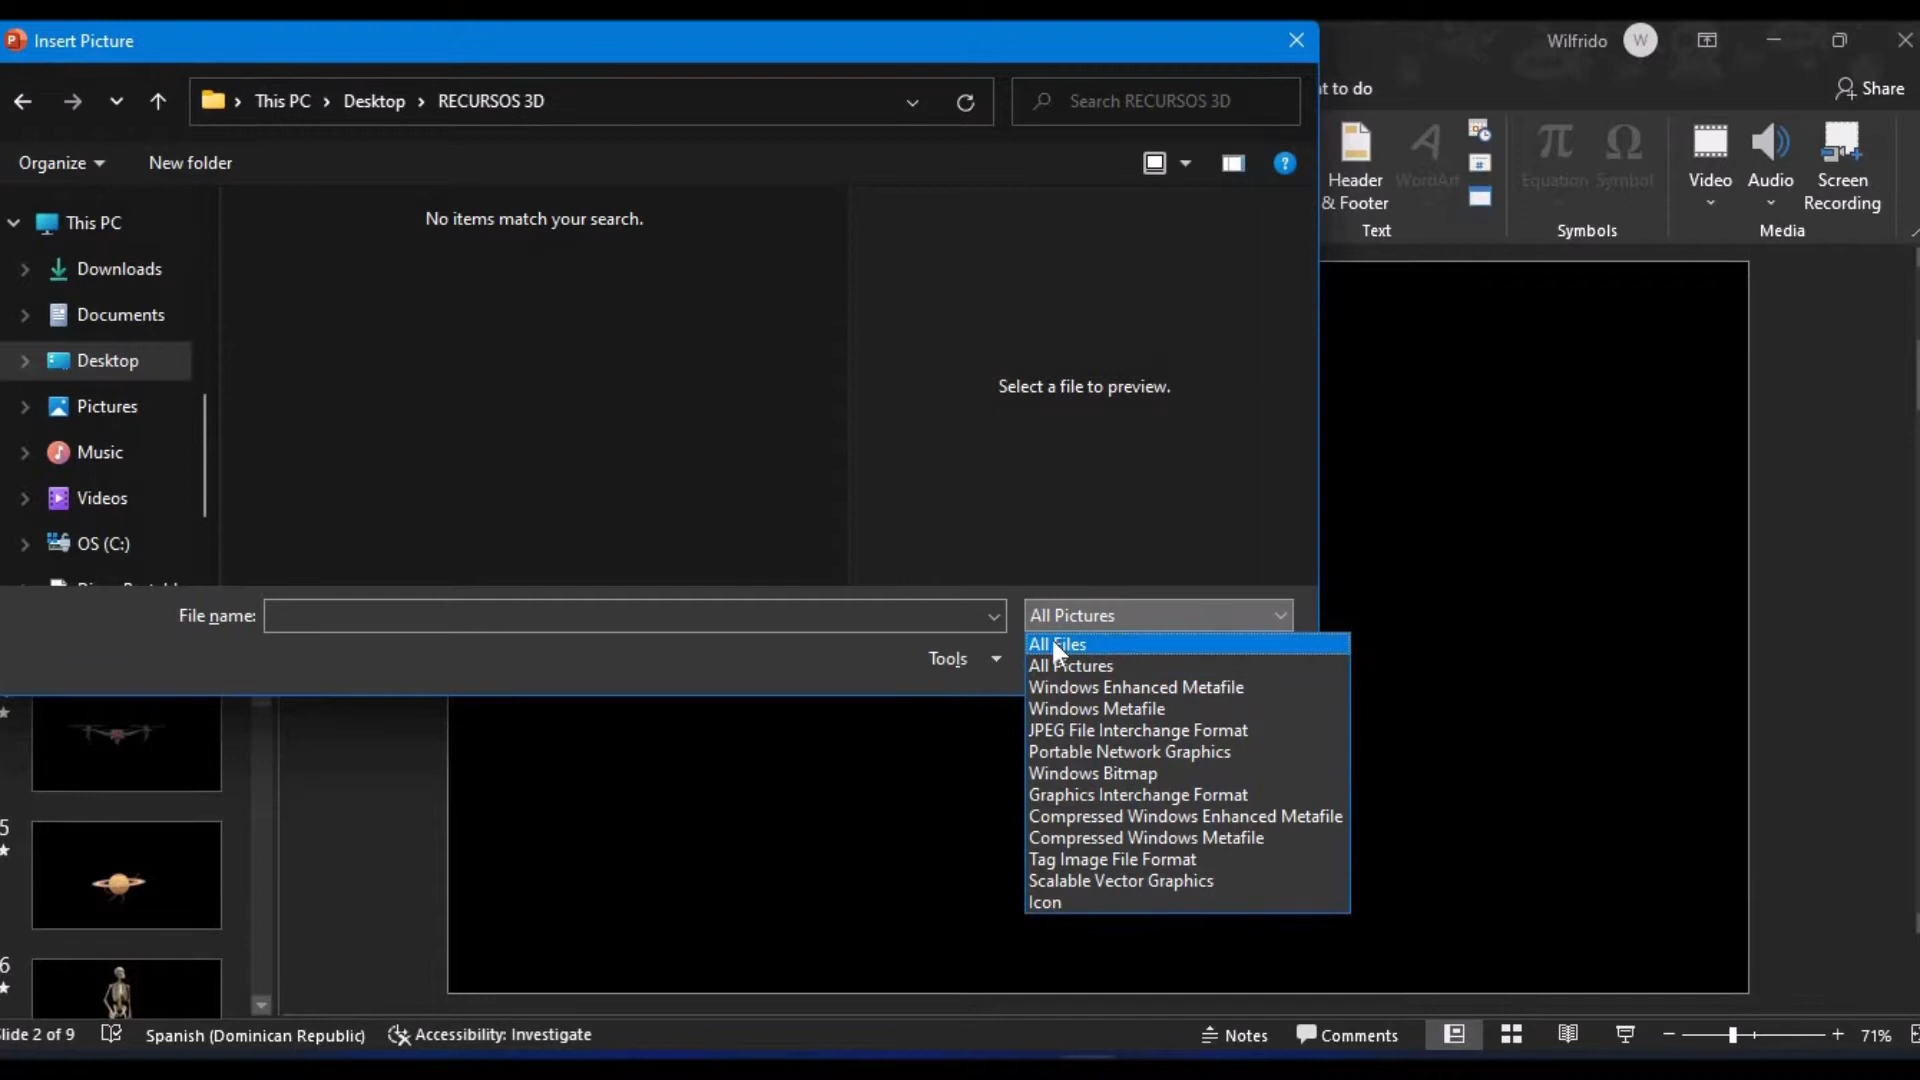 Insert Picture
Wilfrido
W
This PC
Desktop
RECURSOS 3D
Search RECURSOS 3D
t to do
Share
Organize
New folder
No items match your search.
Select a file to preview.
This PC
Downloads
Documents
Desktop
Pictures
Music
Videos
OS (C:)
Header
& Footer
WordArt
Equation
Symbol
Video
Audio
Screen
Recording
Text
Symbols
Media
File name:
All Pictures
Tools
All Files
All Pictures
Windows Enhanced Metafile
Windows Metafile
JPEG File Interchange Format
Portable Network Graphics
Windows Bitmap
Graphics Interchange Format
Compressed Windows Enhanced Metafile
Compressed Windows Metafile
Tag Image File Format
Scalable Vector Graphics
Icon
5
6
lide 2 of 9
Spanish (Dominican Republic)
Accessibility: Investigate
Notes
Comments
71%